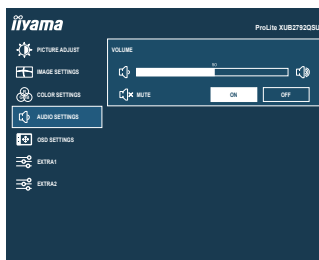 iiyama
ProLite XUB2792QSU
PICTURE ADJUST
VOLUME
50
IMAGE SETTINGS
COLOR SETTINGS
MUTE
ON
OFF
AUDIO SETTINGS
OSD SETTINGS
EXTRA1
EXTRA2